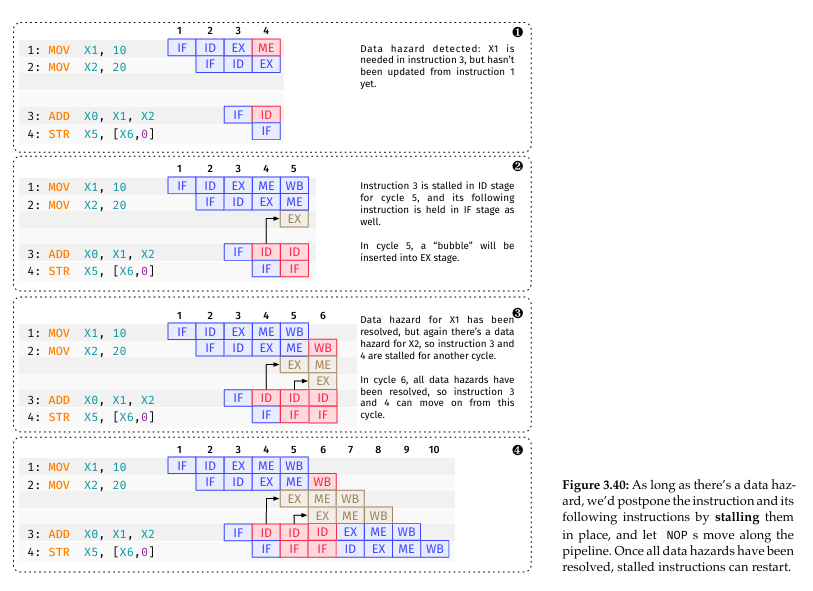 ❶
1 2 3 4
1: MOV X1, 10 IF ID EX ME
2: MOV X2, 20 IF ID EX
3: ADD X0, X1, X2 IF ID
4: STR X5, [X6,0] IF
Data hazard detected: X1 is
needed in instruction 3, but hasn't
been updated from instruction 1
yet.
❷
1 2 3 4 5
1: MOV X1, 10 IF ID EX ME WB
2: MOV X2, 20 IF ID EX ME
EX
3: ADD X0, X1, X2 IF ID ID
4: STR X5, [X6,0] IF IF
Instruction 3 is stalled in ID stage
for cycle 5, and its following
instruction is held in IF stage as
well.
In cycle 5, a "bubble" will be
inserted into EX stage.
❸
1 2 3 4 5 6
1: MOV X1, 10 IF ID EX ME WB
2: MOV X2, 20 IF ID EX ME WB
EX ME
EX
3: ADD X0, X1, X2 IF ID ID ID
4: STR X5, [X6,0] IF IF IF
Data hazard for X1 has been
resolved, but again there's a data
hazard for X2, so instruction 3 and
4 are stalled for another cycle.
In cycle 6, all data hazards have
been resolved, so instruction 3
and 4 can move on from this
cycle.
❹
1 2 3 4 5 6 7 8 9 10
1: MOV X1, 10 IF ID EX ME WB
2: MOV X2, 20 IF ID EX ME WB
EX ME WB
EX ME WB
3: ADD X0, X1, X2 IF ID ID ID EX ME WB
4: STR X5, [X6,0] IF IF IF ID EX ME WB
Figure 3.40: As long as there's a data haz-
ard, we'd postpone the instruction and its
following instructions by stalling them
in place, and let NOP s move along the
pipeline. Once all data hazards have been
resolved, stalled instructions can restart.